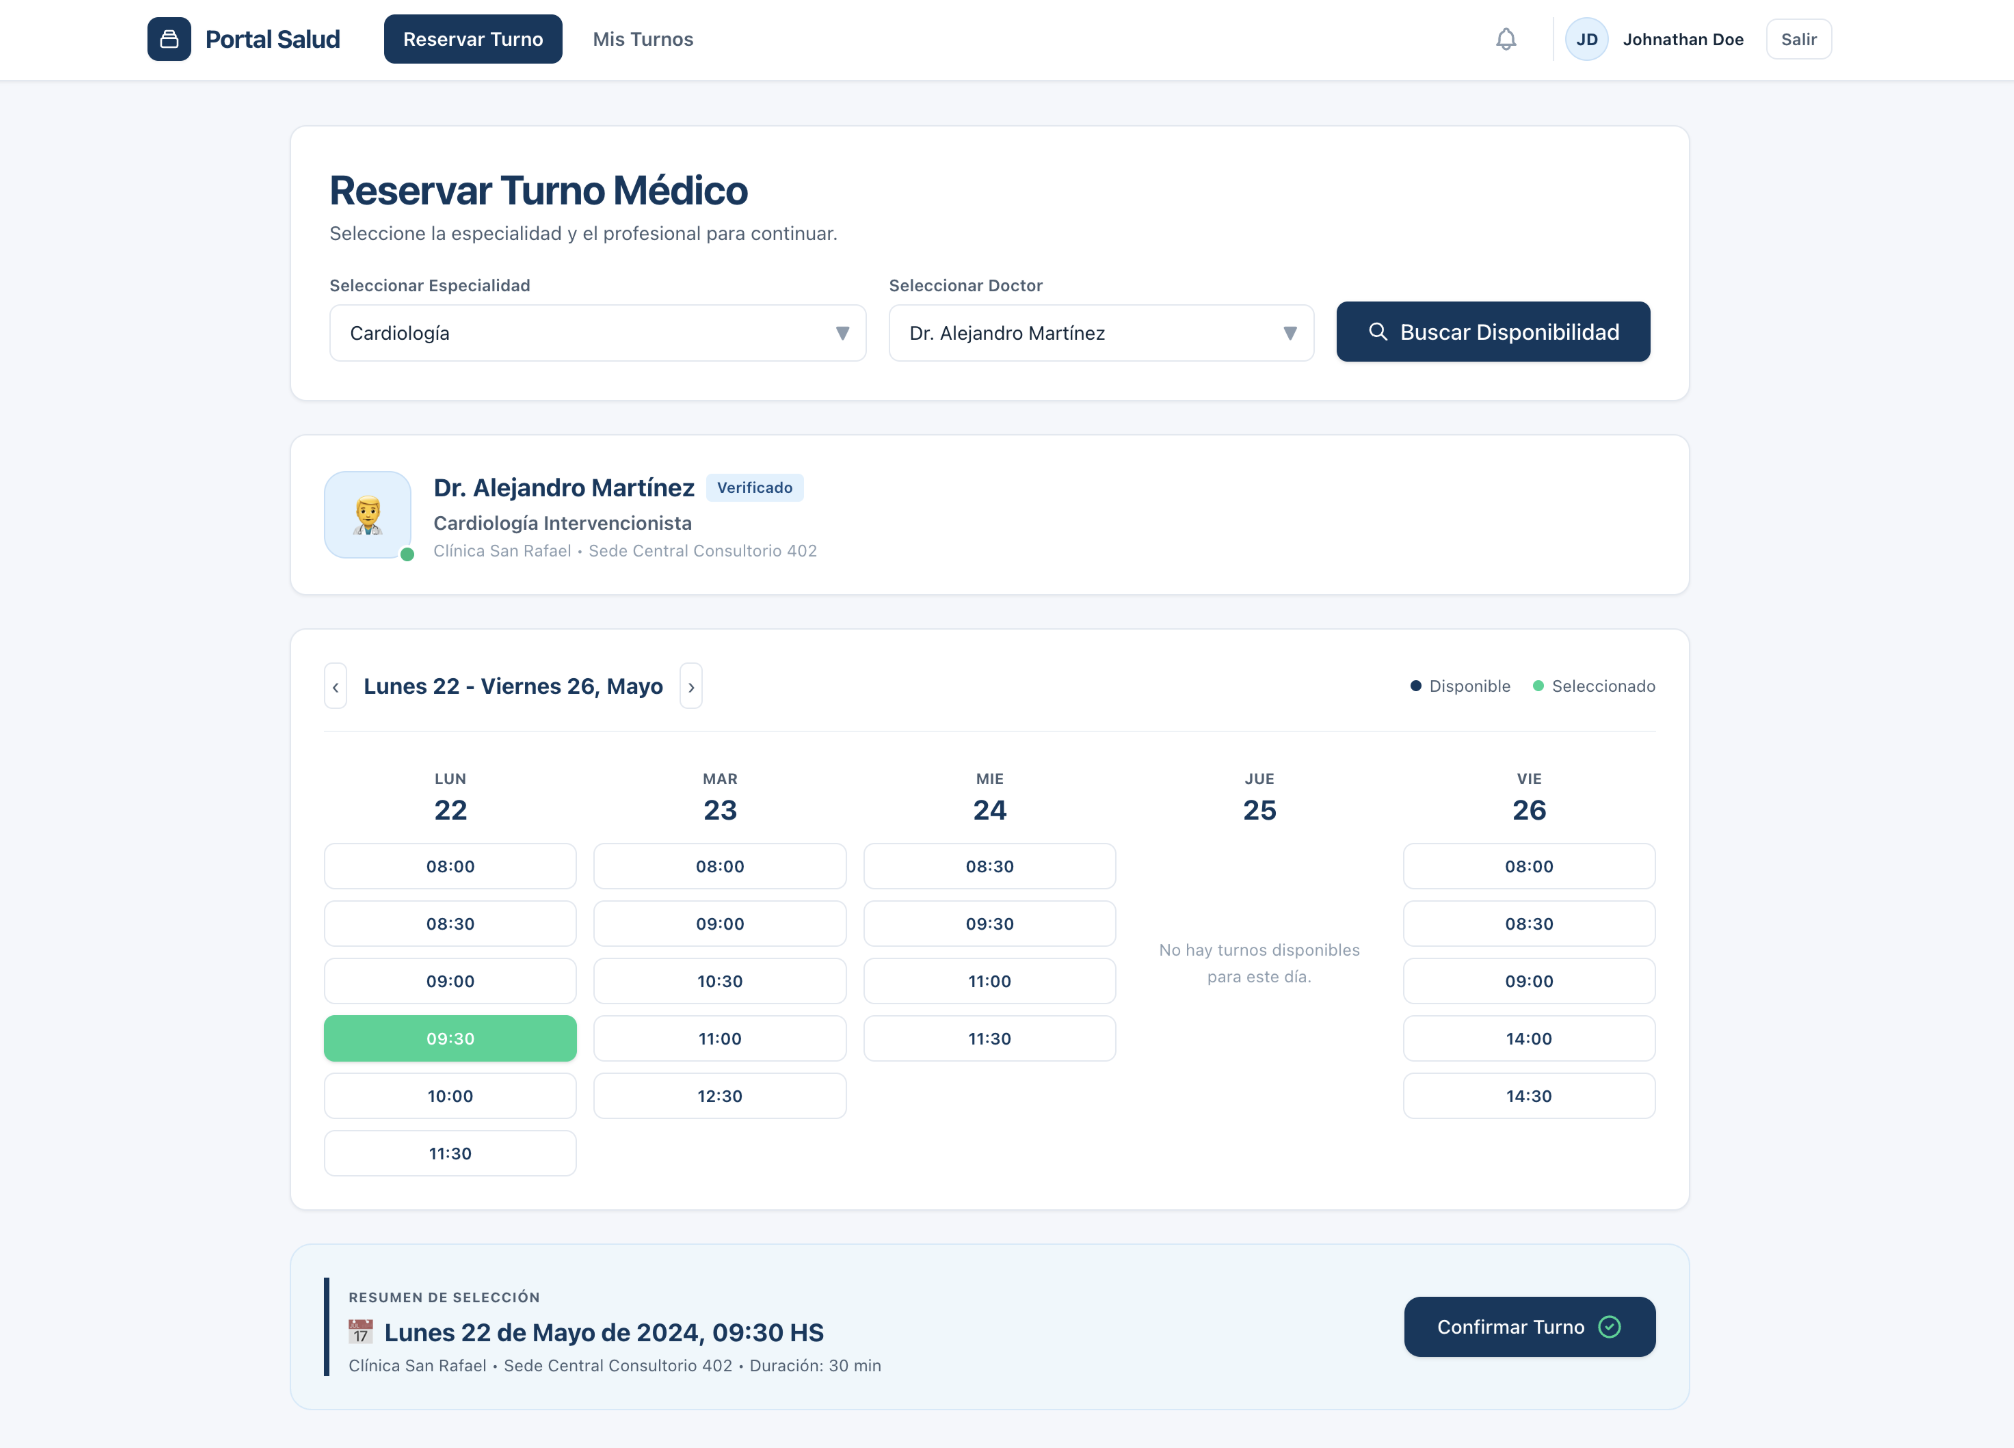 Portal Salud
Reservar Turno
Mis Turnos
JD
Johnathan Doe
Salir
Reservar Turno Médico
Seleccione la especialidad y el profesional para continuar.
Seleccionar Especialidad
Seleccionar Doctor
Cardiología
Dr. Alejandro Martínez
Buscar Disponibilidad
Dr. Alejandro Martínez
Verificado
Cardiología Intervencionista
Clínica San Rafael • Sede Central Consultorio 402
‹
Lunes 22 - Viernes 26, Mayo
›
Disponible
Seleccionado
LUN
22
08:00
08:30
09:00
09:30
10:00
11:30
MAR
23
08:00
09:00
10:30
11:00
12:30
MIE
24
08:30
09:30
11:00
11:30
JUE
25
No hay turnos disponibles
para este día.
VIE
26
08:00
08:30
09:00
14:00
14:30
RESUMEN DE SELECCIÓN
17
Lunes 22 de Mayo de 2024, 09:30 HS
Clínica San Rafael • Sede Central Consultorio 402 • Duración: 30 min
Confirmar Turno